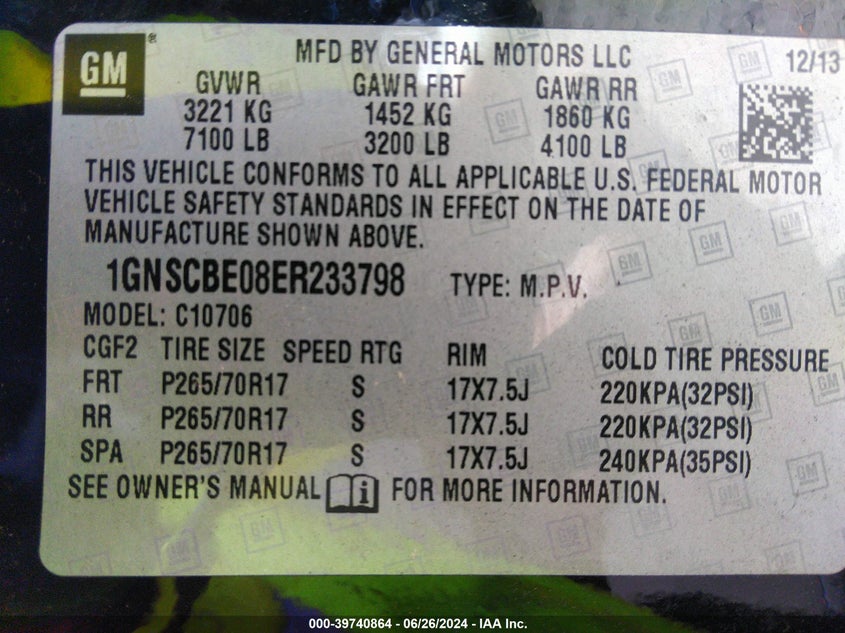 GM®
MFD BY GENERAL MOTORS LLC 12/13
GVWR GAWR FRT GAWR RR
3221 KG 1452 KG 1860 KG
7100 LB 3200 LB 4100 LB
THIS VEHICLE CONFORMS TO ALL APPLICABLE U.S. FEDERAL MOTOR
VEHICLE SAFETY STANDARDS IN EFFECT ON THE DATE OF
MANUFACTURE SHOWN ABOVE.
1GNSCBE08ER233798 TYPE: M.P.V.
MODEL: C10706
CGF2 TIRE SIZE SPEED RTG RIM COLD TIRE PRESSURE
FRT P265/70R17 S 17X7.5J 220KPA(32PSI)
RR P265/70R17 S 17X7.5J 220KPA(32PSI)
SPA P265/70R17 S 17X7.5J 240KPA(35PSI)
SEE OWNER'S MANUAL i FOR MORE INFORMATION.
000-39740864 / 06/26/2024 - IAA Inc.